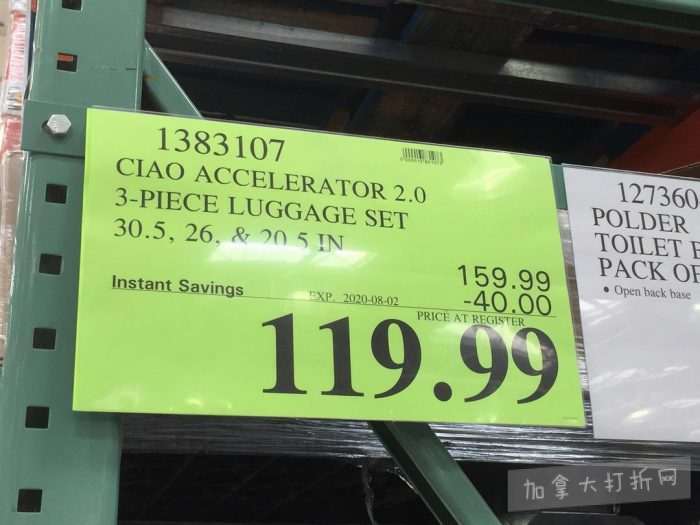 1383107
CIAO ACCELERATOR 2.0
3-PIECE LUGGAGE SET
30.5, 26, & 20.5 IN
159.99
Instant Savings
EXP. 2020-08-02
-40.00
PRICE AT REGISTER
119.99
127360
POLDER
TOILET
PACK OF
• Open back base
加拿大打折网